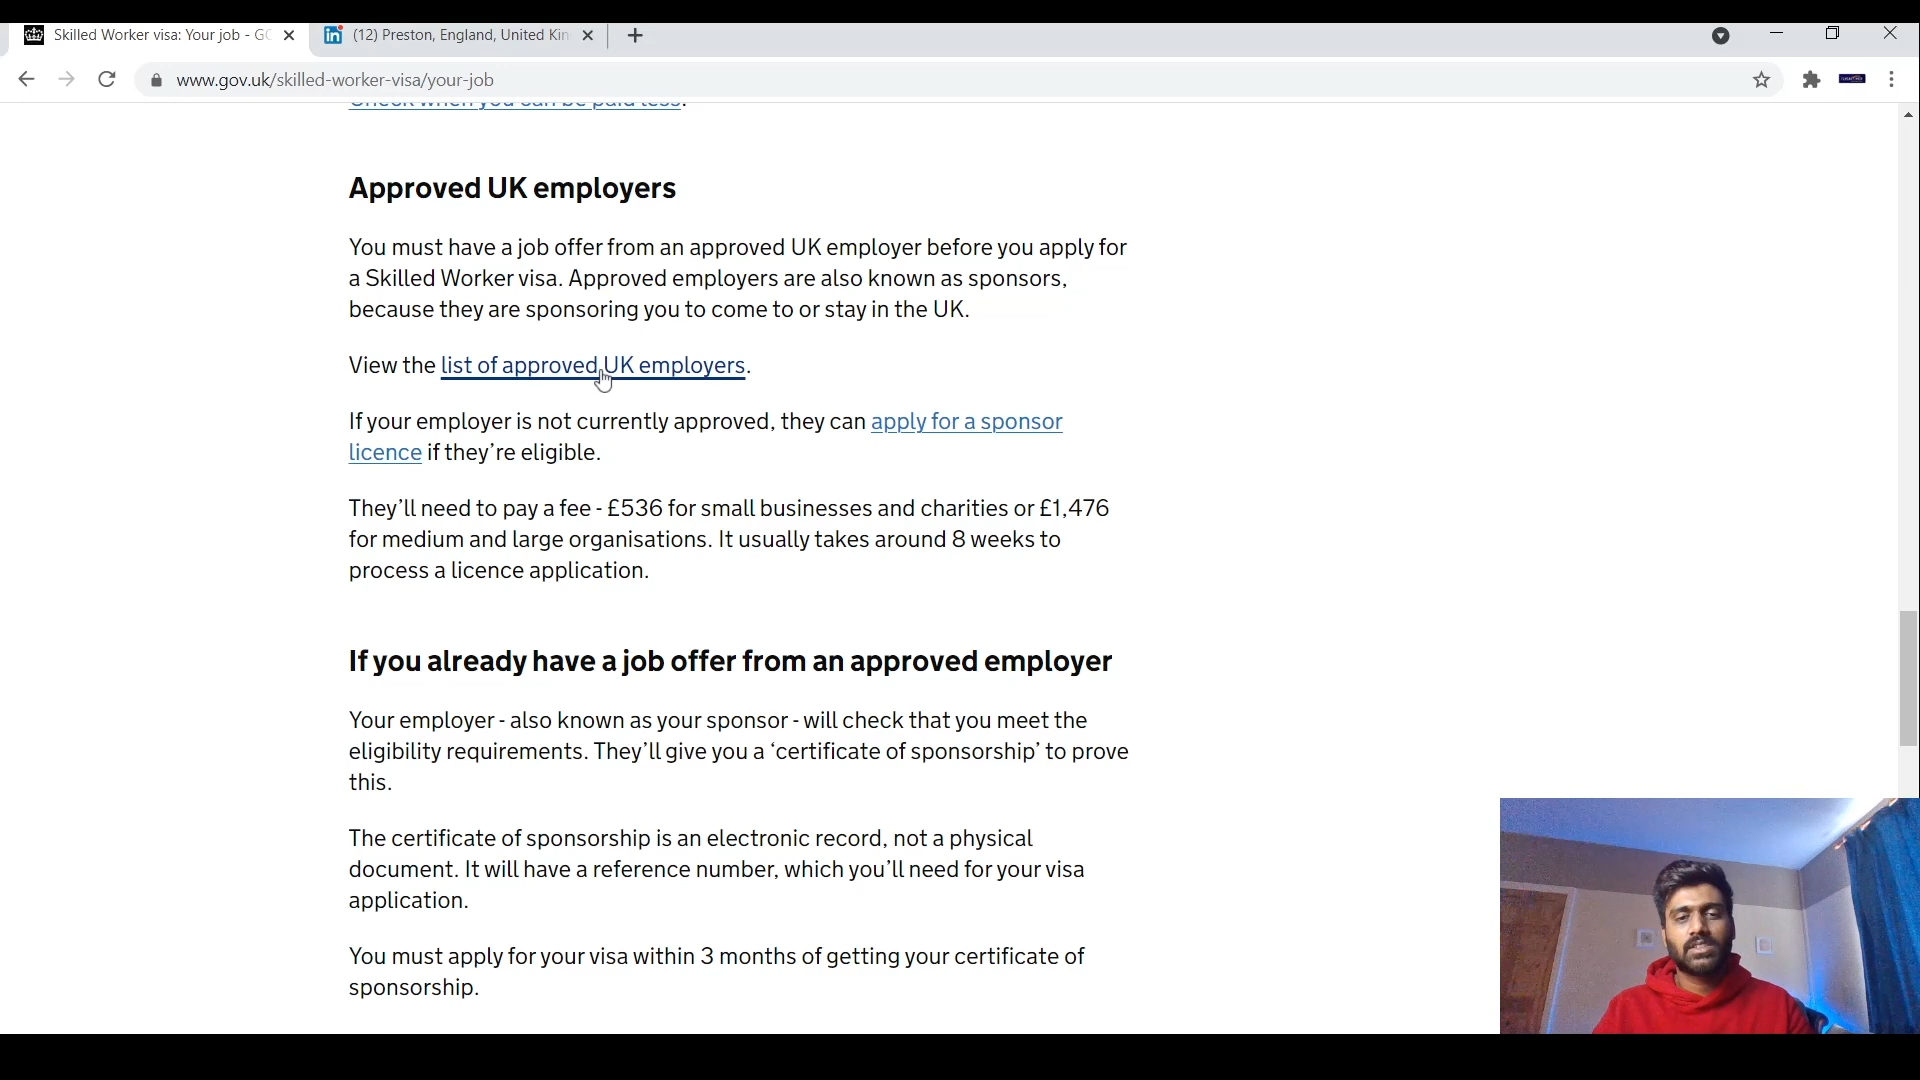 Skilled Worker visa: Your job - GC
(12) Preston, England, United Kin
www.gov.uk/skilled-worker-visa/your-job
Check when you can be paid less.
Approved UK employers
You must have a job offer from an approved UK employer before you apply for
a Skilled Worker visa. Approved employers are also known as sponsors,
because they are sponsoring you to come to or stay in the UK.
View the list of approved UK employers.
If your employer is not currently approved, they can apply for a sponsor
licence if they’re eligible.
They’ll need to pay a fee - £536 for small businesses and charities or £1,476
for medium and large organisations. It usually takes around 8 weeks to
process a licence application.
If you already have a job offer from an approved employer
Your employer - also known as your sponsor - will check that you meet the
eligibility requirements. They’ll give you a ‘certificate of sponsorship’ to prove
this.
The certificate of sponsorship is an electronic record, not a physical
document. It will have a reference number, which you’ll need for your visa
application.
You must apply for your visa within 3 months of getting your certificate of
sponsorship.